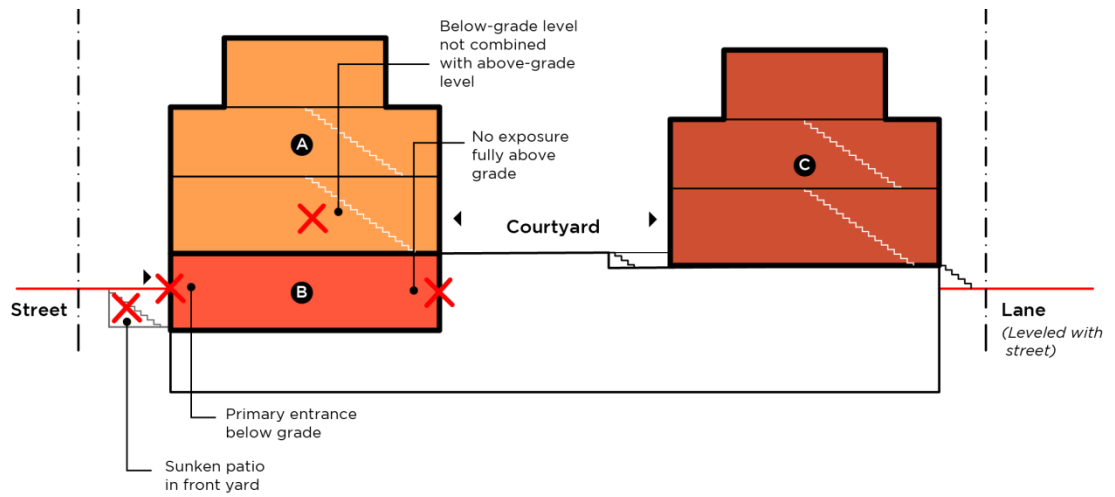 Below-grade level
not combined
with above-grade
level
No exposure
fully above
grade
A
C
Courtyard
B
Street
Lane
(Leveled with
street)
Primary entrance
below grade
Sunken patio
in front yard